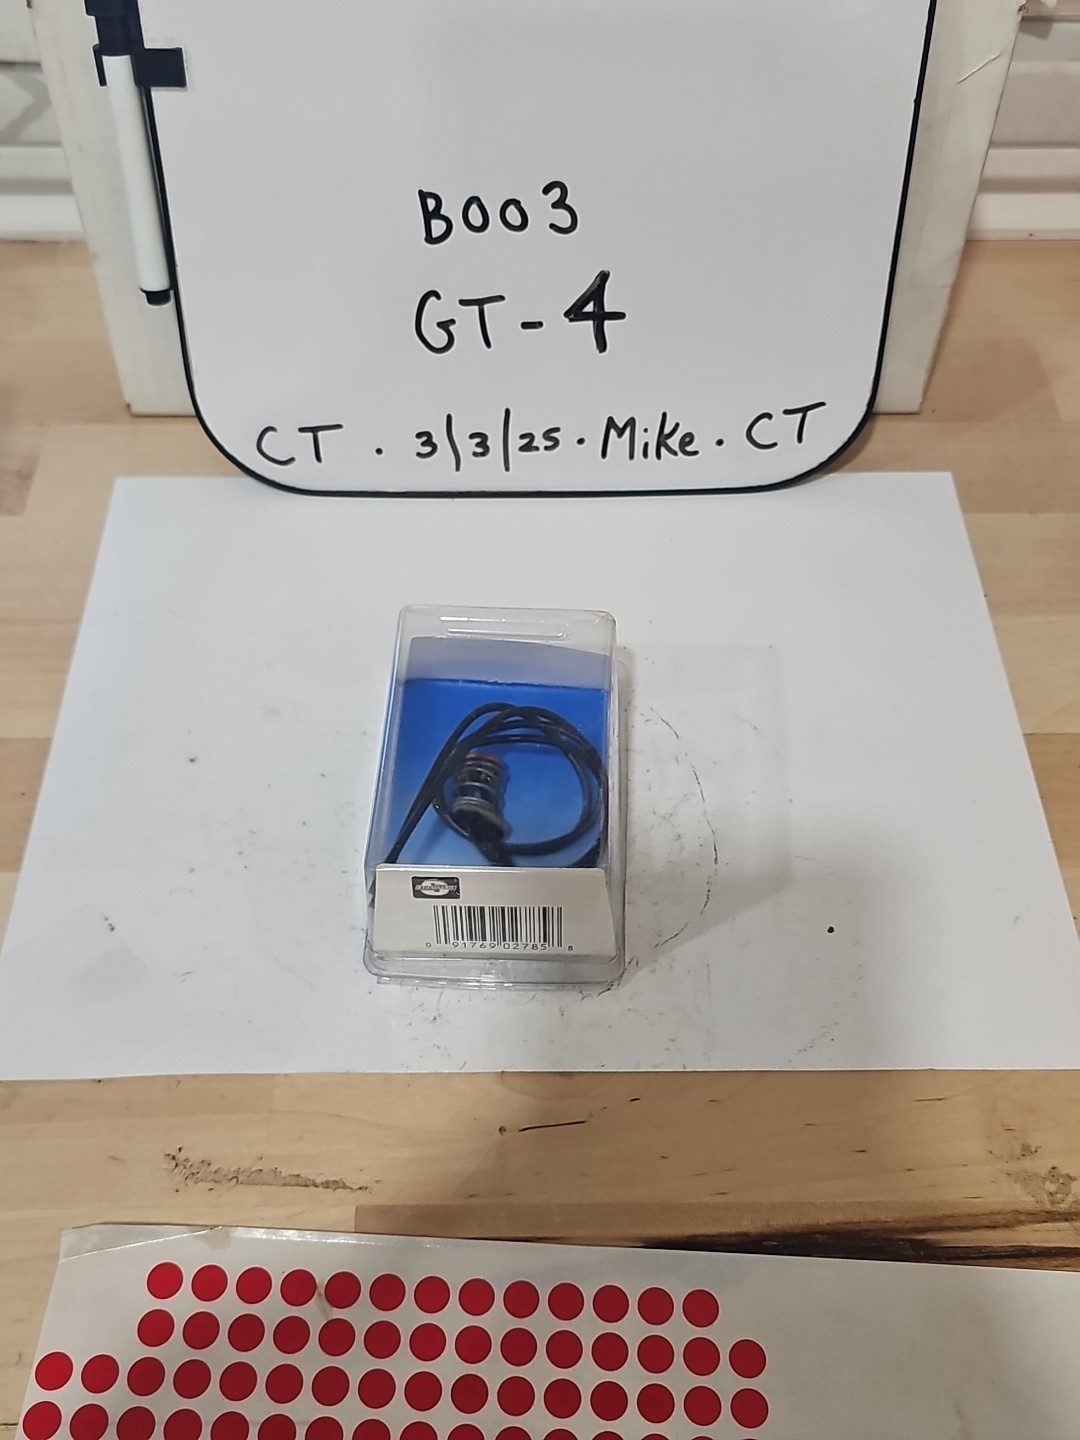 B003
GT-4
CT . 3/3/25 . Mike . CT
0 91769 02785 8